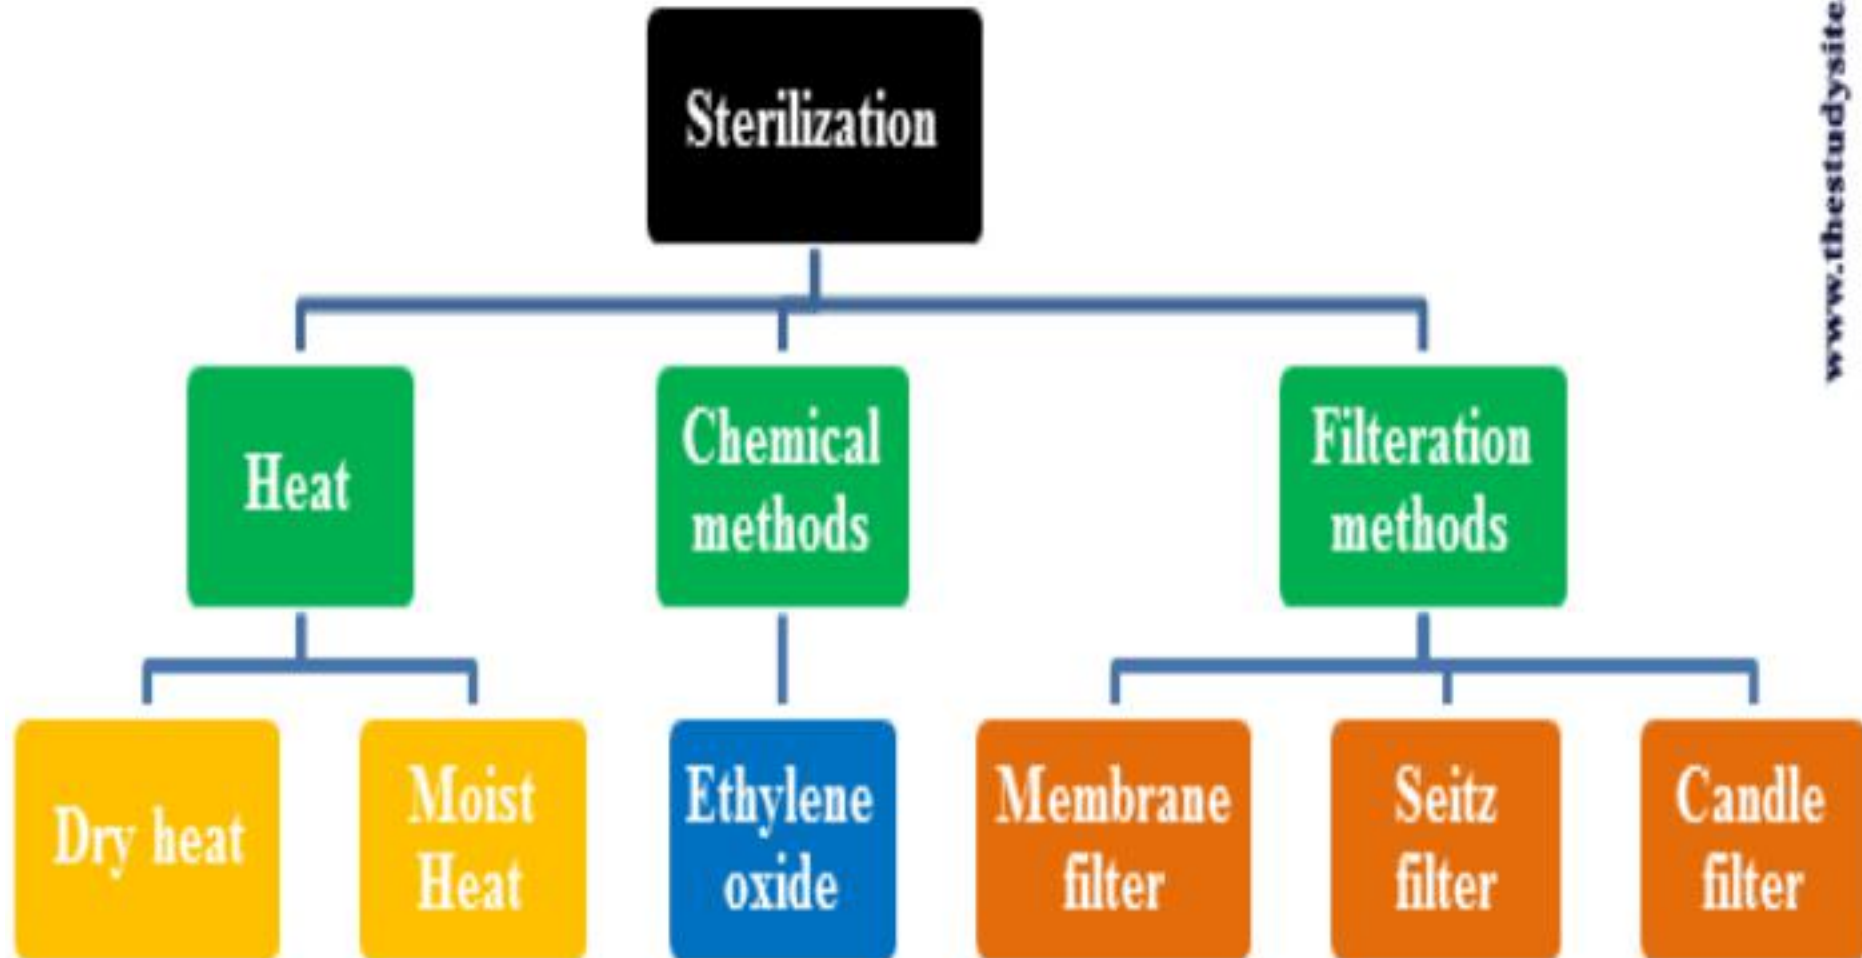 Sterilization
www.thestudysite
Heat
Chemical
methods
Filteration
methods
Dry heat
Moist
Heat
Ethylene
oxide
Membrane
filter
Seitz
filter
Candle
filter